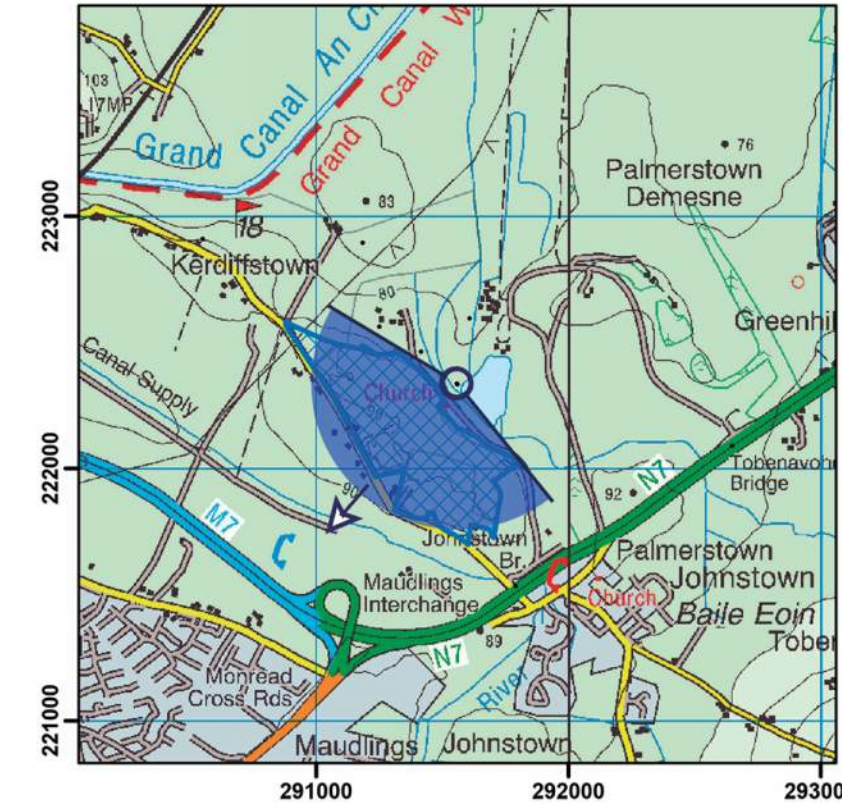 Grand Canal An C
Grand Canal W
103
17MP
18
83
76
Palmerstown
Demesne
Kerdiffstown
80
Greenhil
Canal Supply
Church
90
M7
92
N7
Tobenavoh
Bridge
Johnstown
Br.
Palmerstown
Johnstown
Church
Baile Eoin
Tober
Maudlings
Interchange
89
N7
Monread
Cross Rds
River
Maudlings
Johnstown
223000
222000
221000
291000
292000
29300